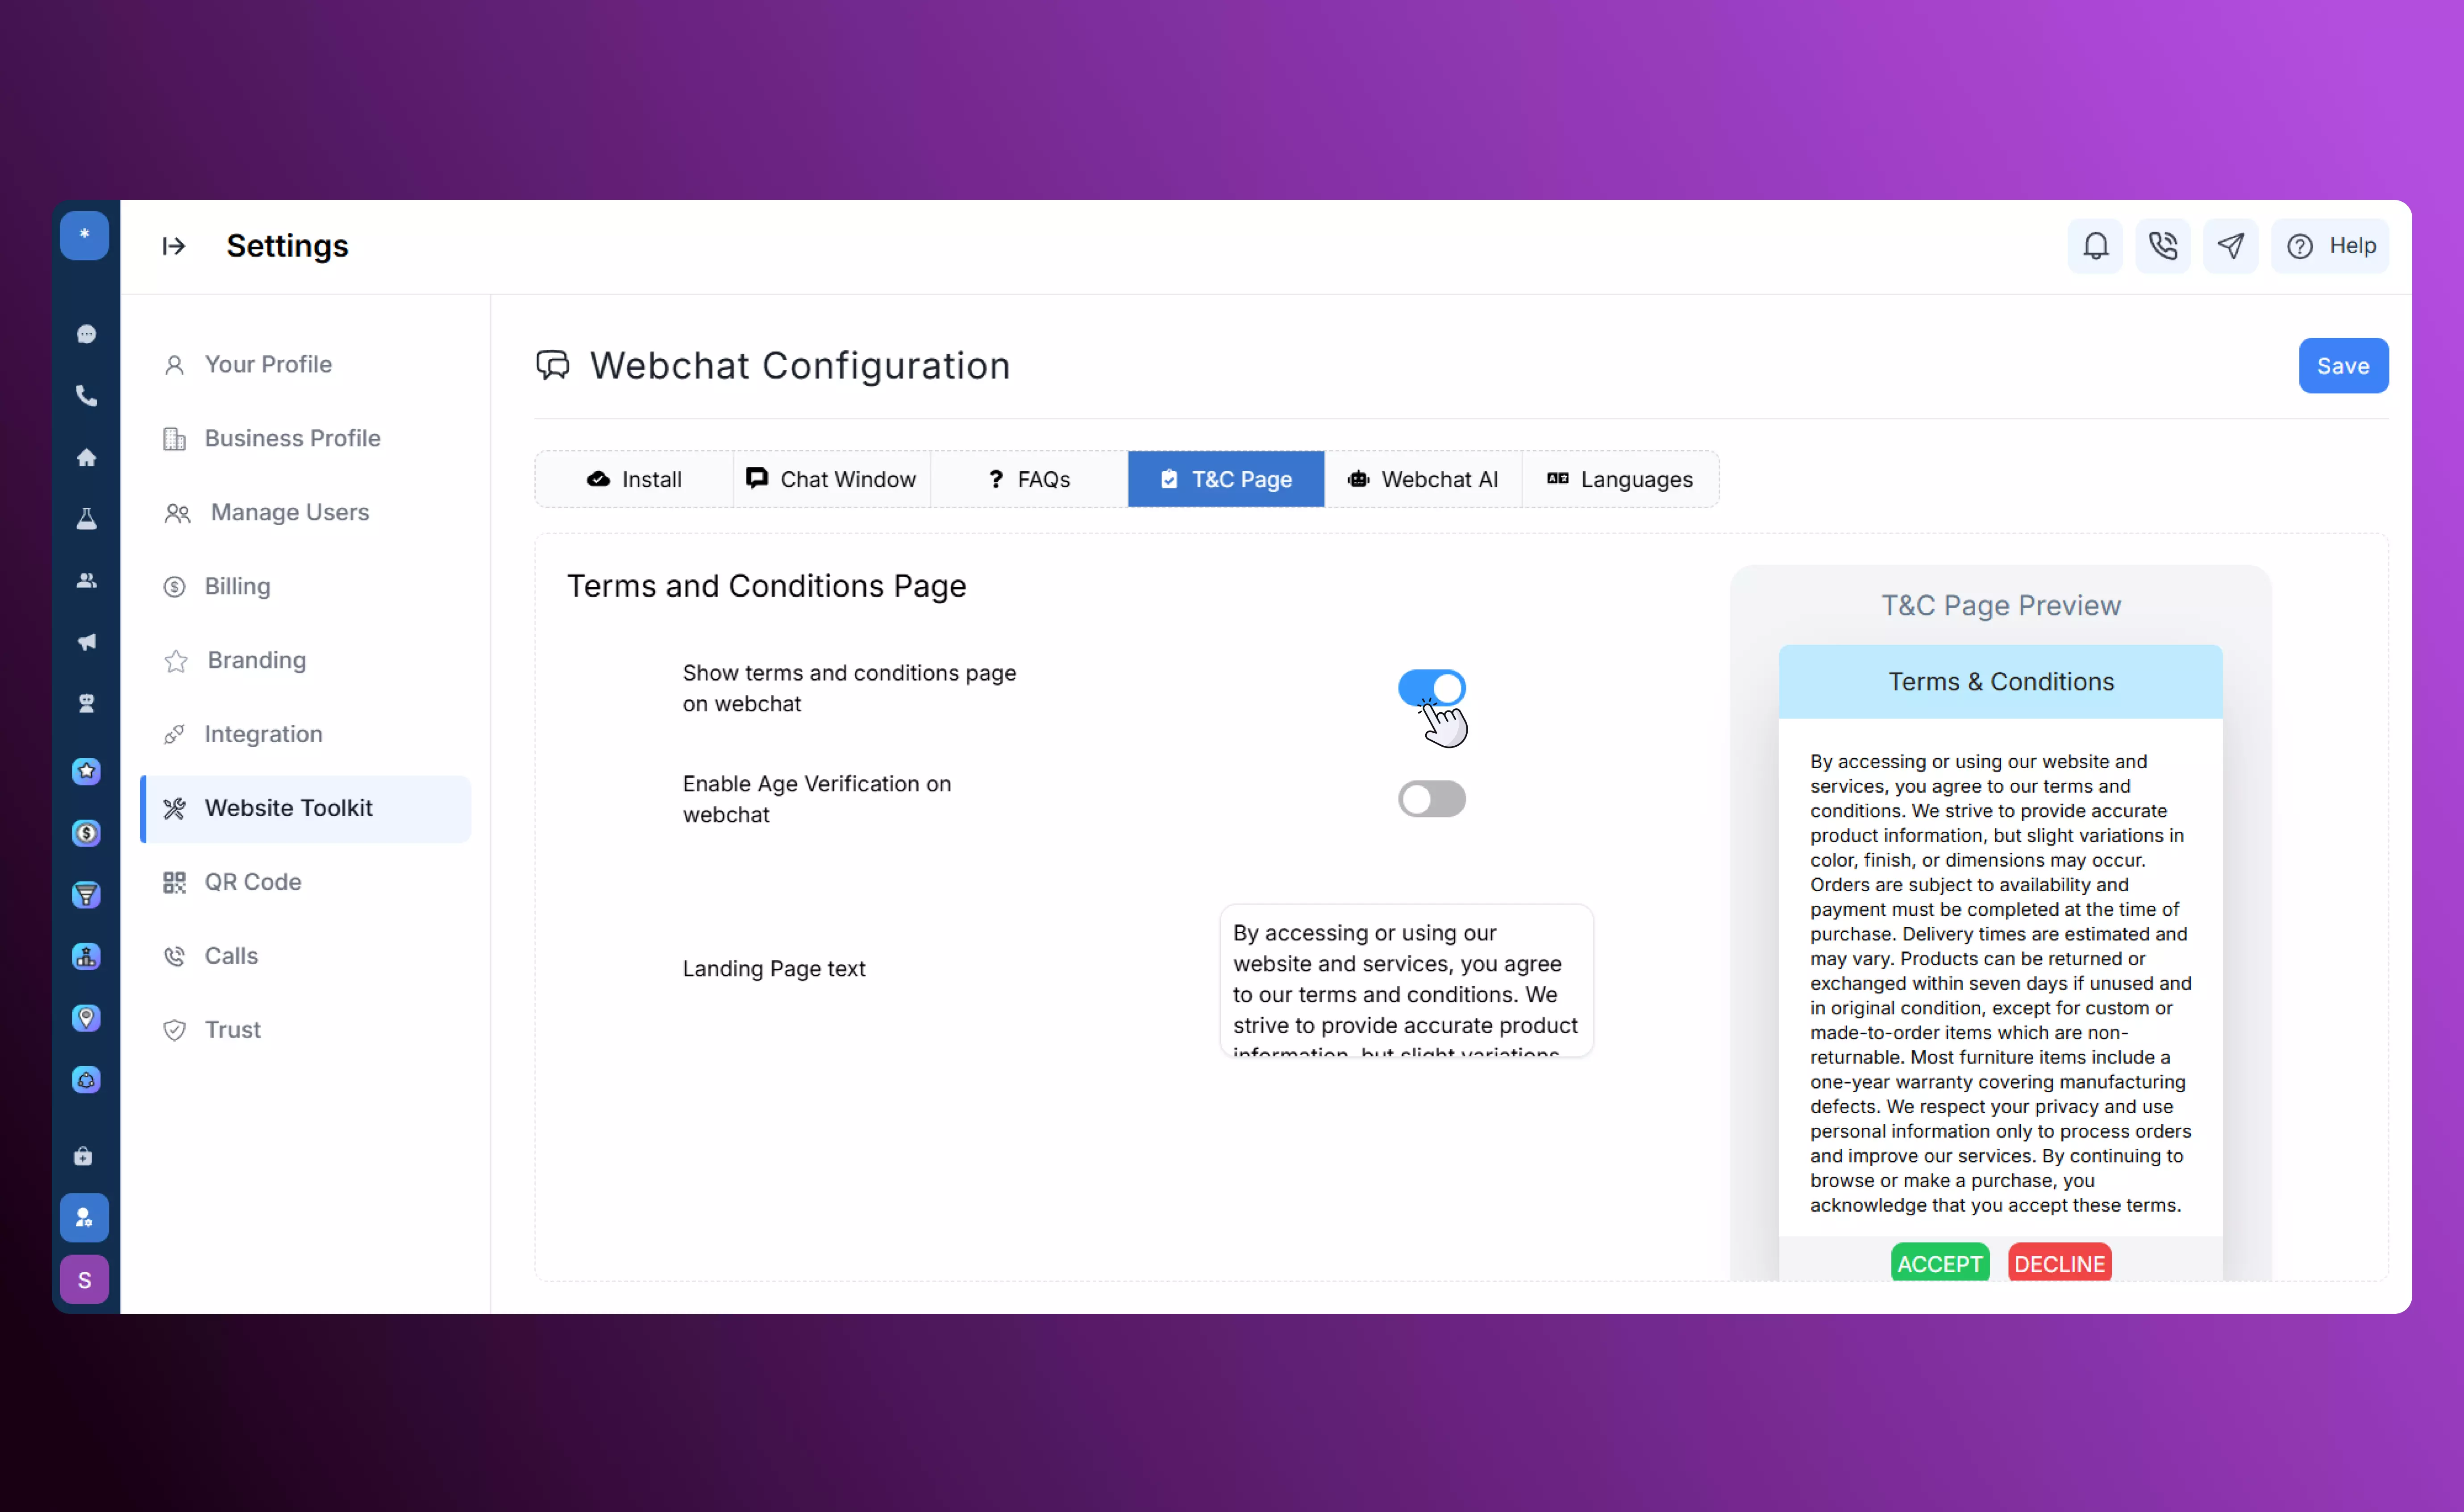 *
Settings
Help
Your Profile
Business Profile
Manage Users
Billing
Branding
Integration
Website Toolkit
QR Code
Calls
Trust
S
Webchat Configuration
Save
Install
Chat Window
? FAQs
T&C Page
Webchat AI
Languages
Terms and Conditions Page
Show terms and conditions page
on webchat
Enable Age Verification on
webchat
Landing Page text
By accessing or using our
website and services, you agree
to our terms and conditions. We
strive to provide accurate product
information, but slight variations
T&C Page Preview
Terms & Conditions
By accessing or using our website and
services, you agree to our terms and
conditions. We strive to provide accurate
product information, but slight variations in
color, finish, or dimensions may occur.
Orders are subject to availability and
payment must be completed at the time of
purchase. Delivery times are estimated and
may vary. Products can be returned or
exchanged within seven days if unused and
in original condition, except for custom or
made-to-order items which are non-
returnable. Most furniture items include a
one-year warranty covering manufacturing
defects. We respect your privacy and use
personal information only to process orders
and improve our services. By continuing to
browse or make a purchase, you
acknowledge that you accept these terms.
ACCEPT
DECLINE